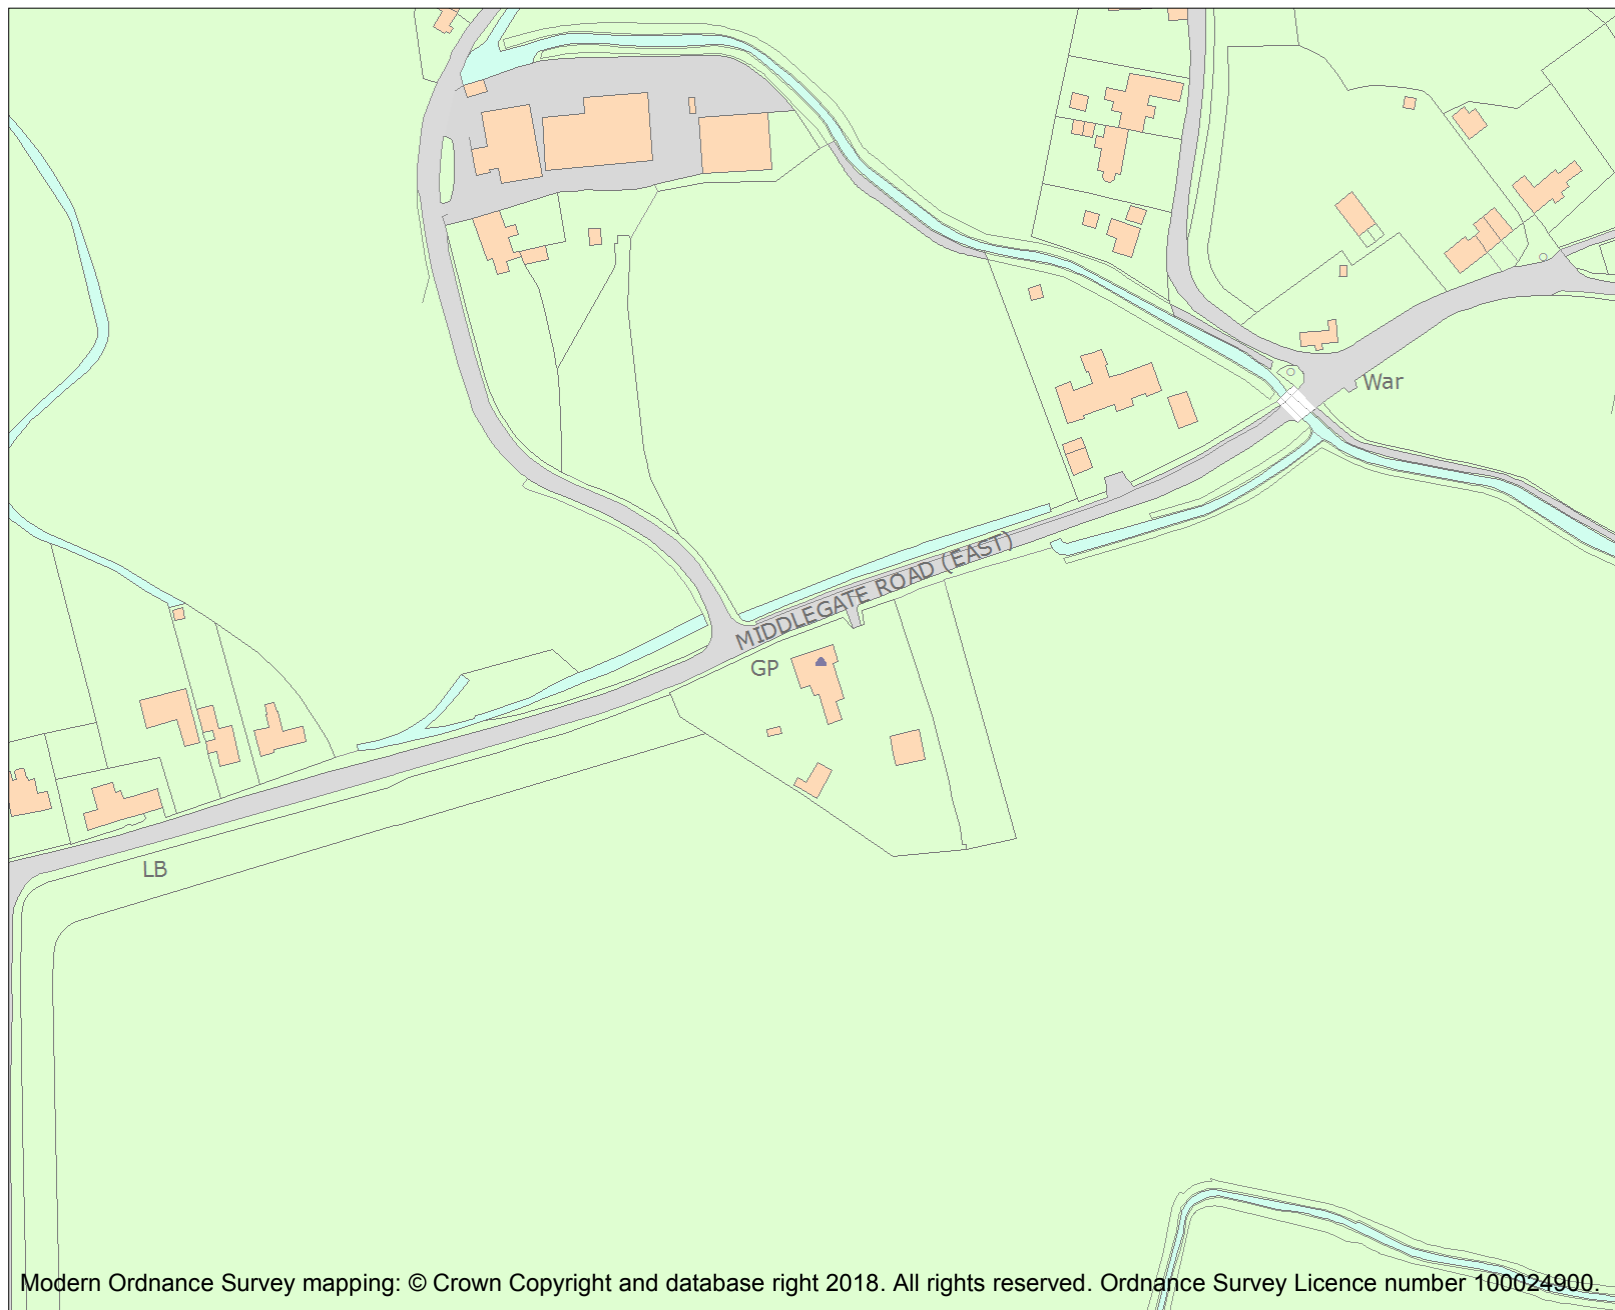 War
MIDDLEGATE ROAD (EAST)
GP
LB
Modern Ordnance Survey mapping: © Crown Copyright and database right 2018. All rights reserved. Ordnance Survey Licence number 100024900.